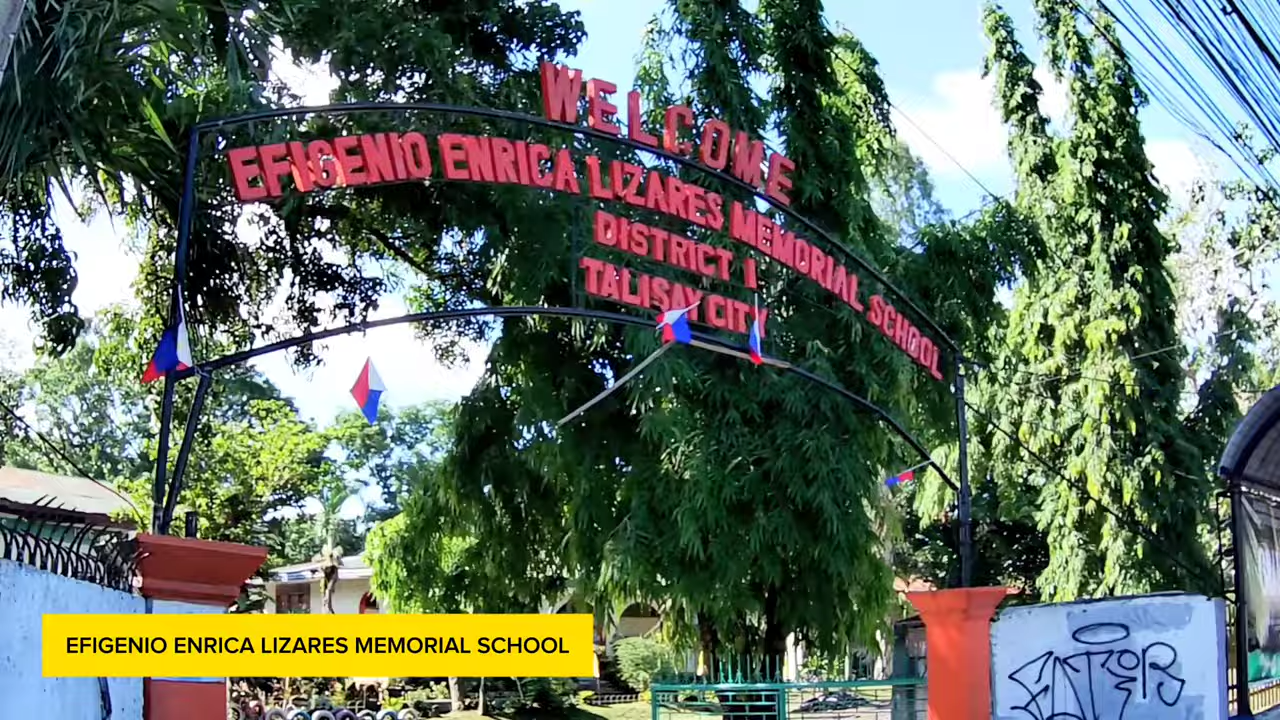 WELCOME
EFIGENIO ENRICA LIZARES MEMORIAL SCHOOL
DISTRICT I
TALISAY CITY
EFIGENIO ENRICA LIZARES MEMORIAL SCHOOL